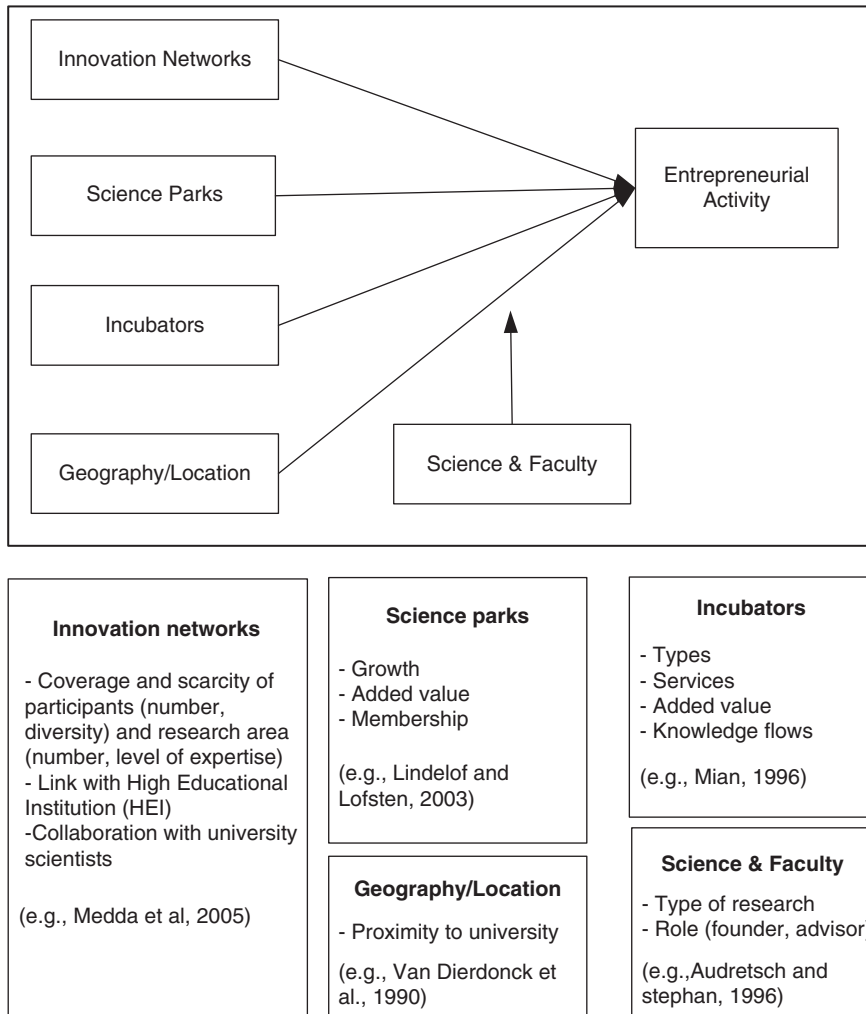 Innovation Networks
Science Parks
Incubators
Geography/Location
Entrepreneurial
Activity
Science & Faculty
Innovation networks
- Coverage and scarcity of
participants (number,
diversity) and research area
(number, level of expertise)
- Link with High Educational
Institution (HEI)
-Collaboration with university
scientists
(e.g., Medda et al, 2005)
Science parks
- Growth
- Added value
- Membership
(e.g., Lindelof and
Lofsten, 2003)
Geography/Location
- Proximity to university
(e.g., Van Dierdonck et
al., 1990)
Incubators
- Types
- Services
- Added value
- Knowledge flows
(e.g., Mian, 1996)
Science & Faculty
- Type of research
- Role (founder, advisor)
(e.g.,Audretsch and
stephan, 1996)